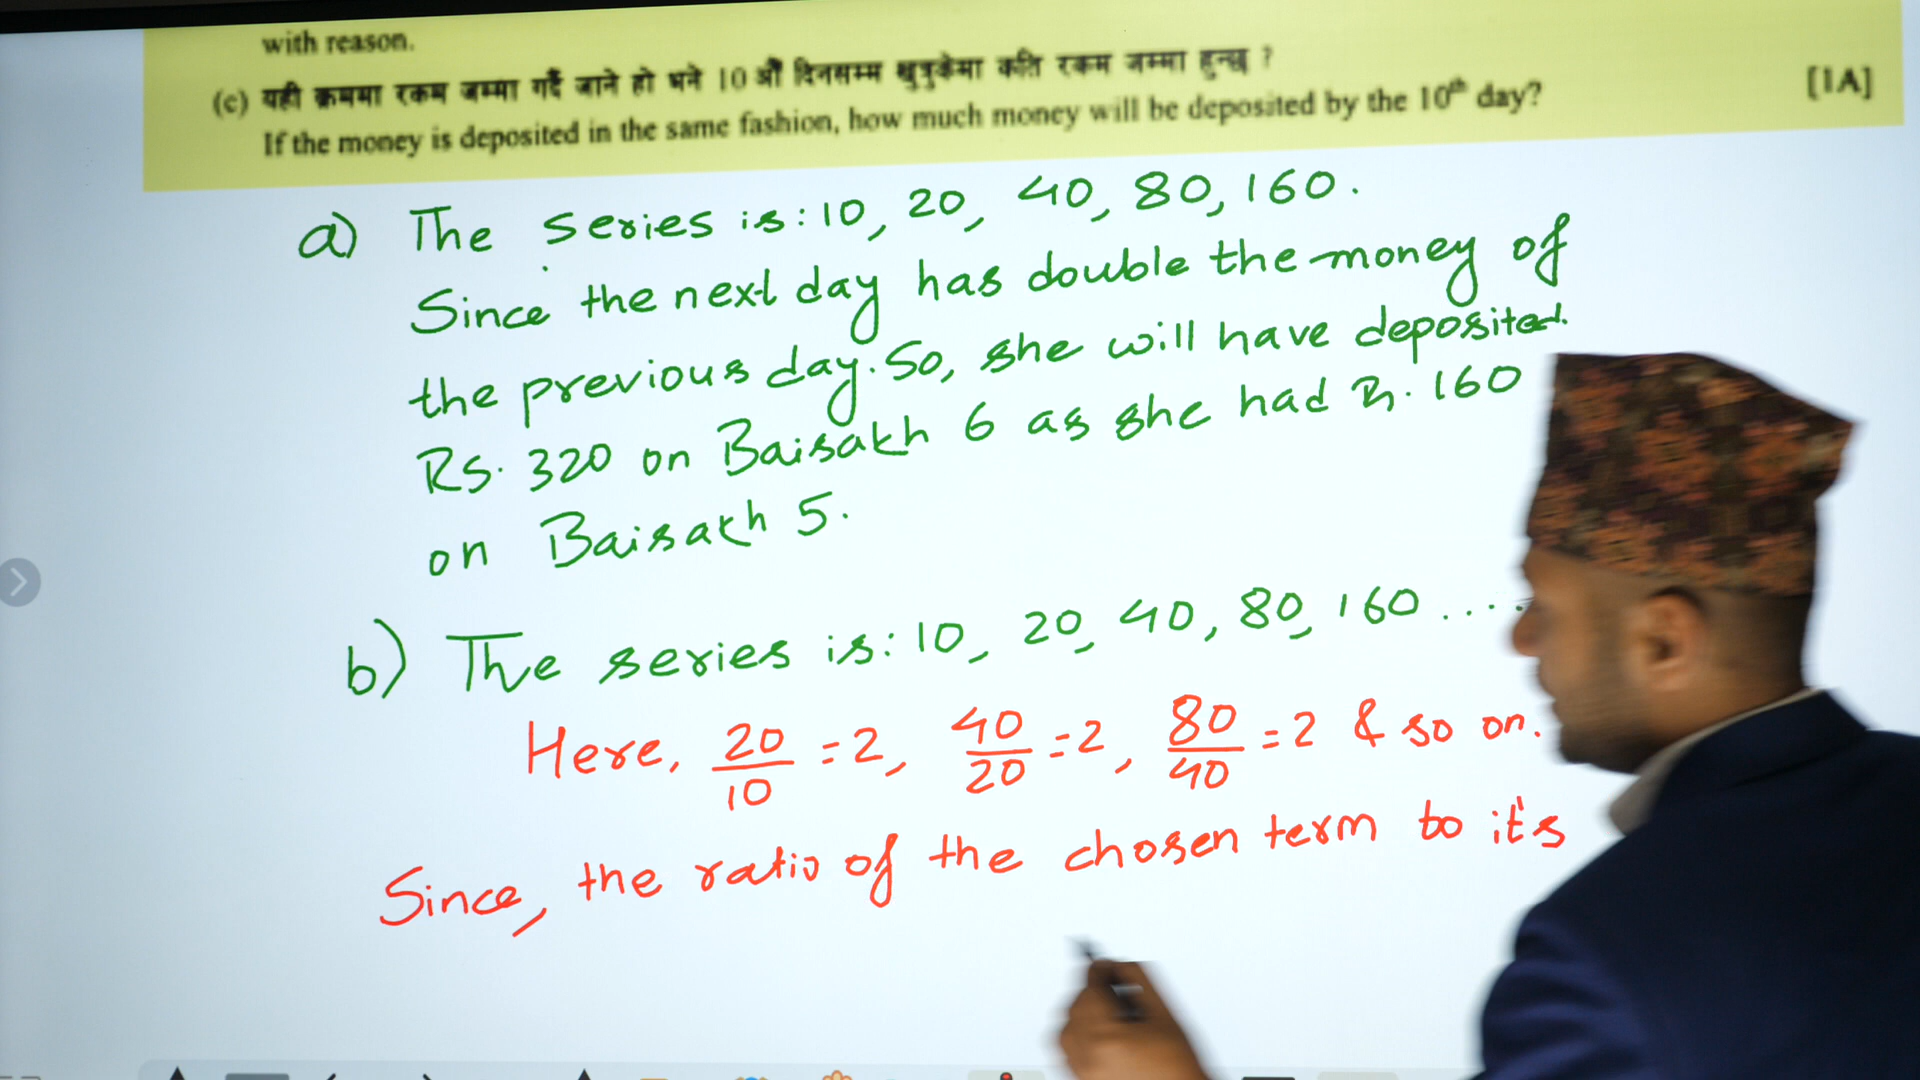 with reason.
(c) यही क्रममा रकम जम्मा गर्दै जाने हो भने 10 औं दिनसम्म खुत्रुकेमा कति रकम जम्मा हुन्छ ?
[1A]
If the money is deposited in the same fashion, how much money will be deposited by the 10th day?
a) The series is: 10, 20, 40, 80, 160.
Since the next day has double the money of
the previous day. So, she will have deposited
Rs. 320 on Baisakh 6 as she had Rs. 160
on Baisakh 5.
b) The series is: 10, 20, 40, 80, 160 ....
Here, 20/10 = 2, 40/20 = 2, 80/40 = 2 & so on.
Since, the ratio of the chosen term to it's